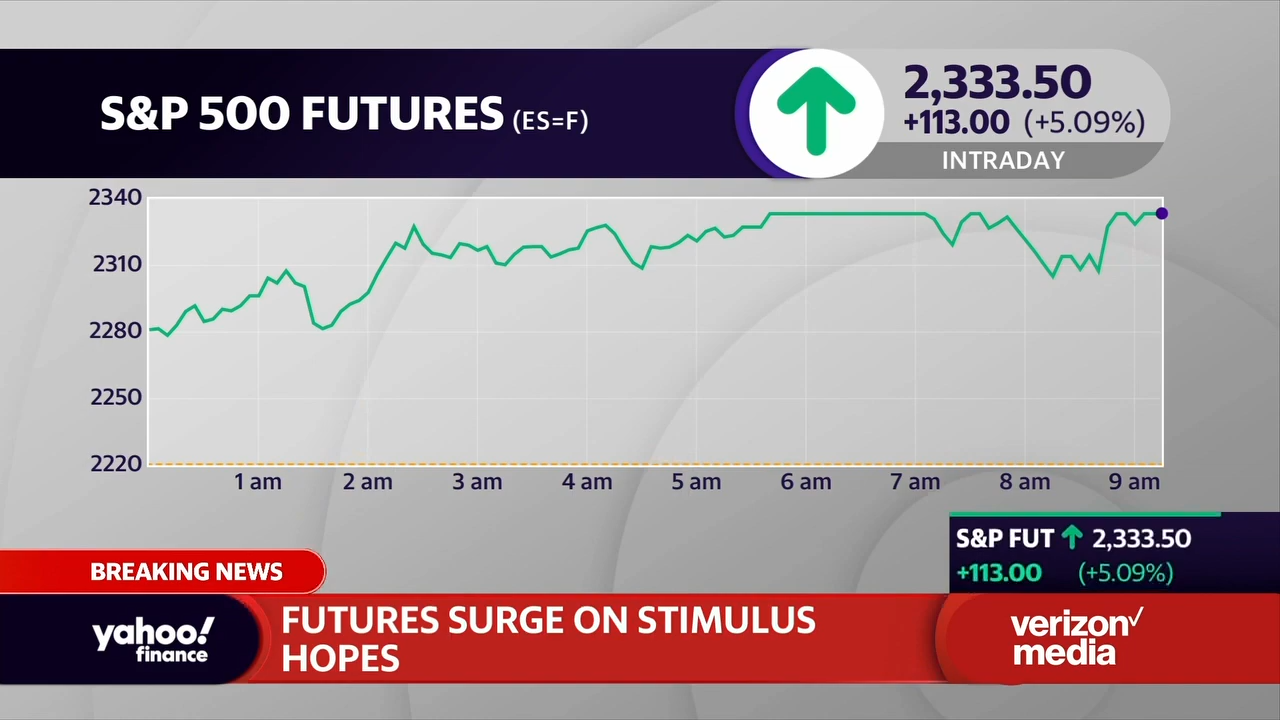 S&P 500 FUTURES (ES=F)
2,333.50
+113.00 (+5.09%)
INTRADAY
2340
2310
2280
2250
2220
1 am 2 am 3 am 4 am 5 am 6 am 7 am 8 am 9 am
S&P FUT 2,333.50
+113.00 (+5.09%)
BREAKING NEWS
yahoo!
finance
FUTURES SURGE ON STIMULUS
HOPES
verizon✓
media